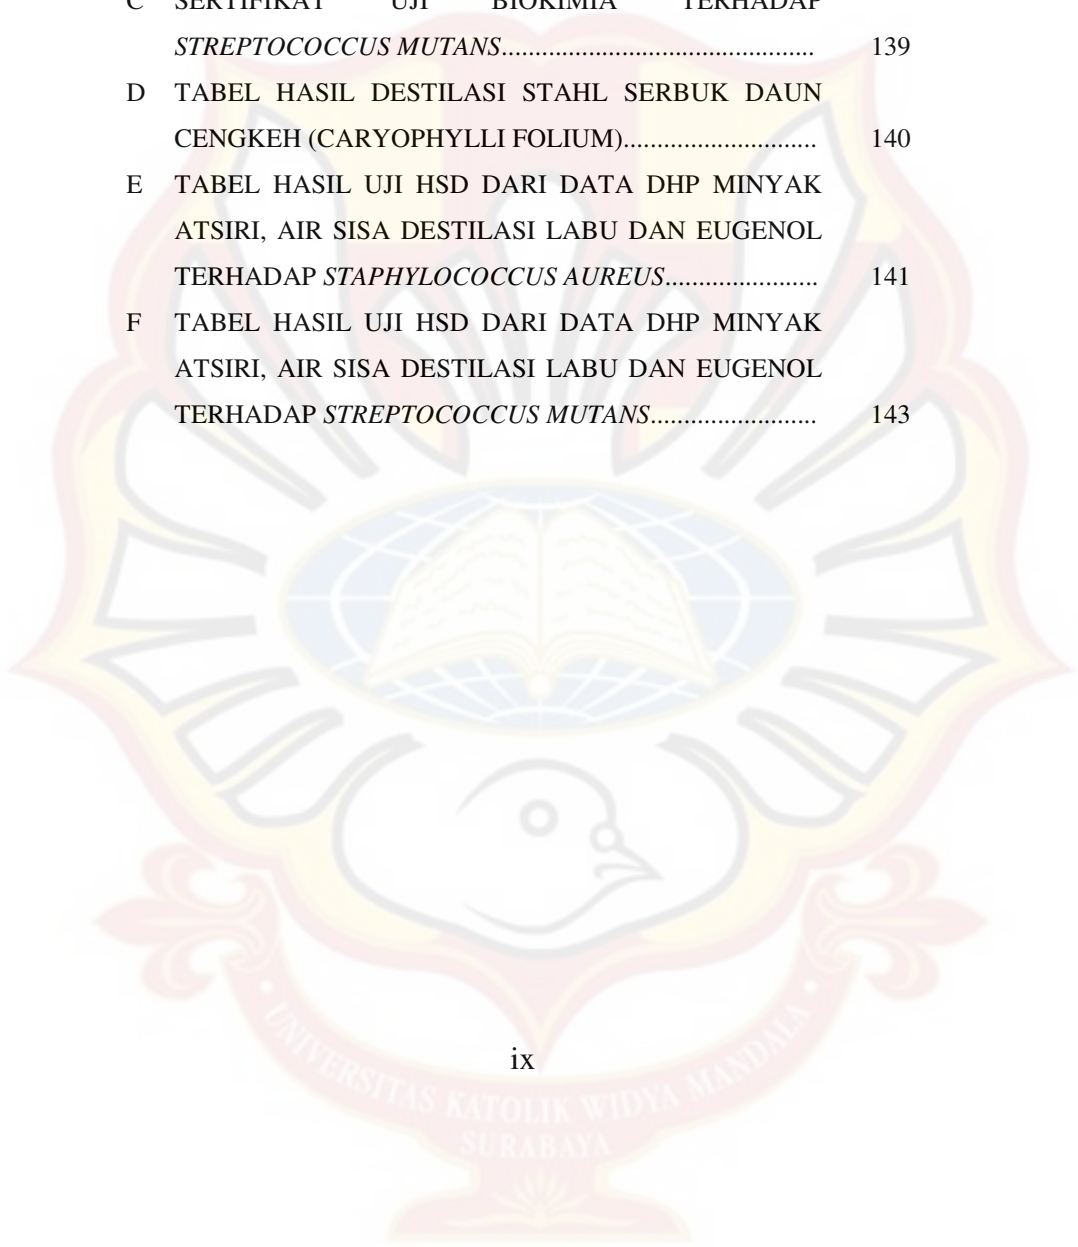 C SERTIFIKAT UJI BIOKIMIA TERHADAP
STREPTOCOCCUS MUTANS.............................................. 139
D TABEL HASIL DESTILASI STAHL SERBUK DAUN
CENGKEH (CARYOPHYLLI FOLIUM)............................. 140
E TABEL HASIL UJI HSD DARI DATA DHP MINYAK
ATSIRI, AIR SISA DESTILASI LABU DAN EUGENOL
TERHADAP STAPHYLOCOCCUS AUREUS....................... 141
F TABEL HASIL UJI HSD DARI DATA DHP MINYAK
ATSIRI, AIR SISA DESTILASI LABU DAN EUGENOL
TERHADAP STREPTOCOCCUS MUTANS......................... 143
ix
UNIVERSITAS KATOLIK WIDYA MANDALA
SURABAYA